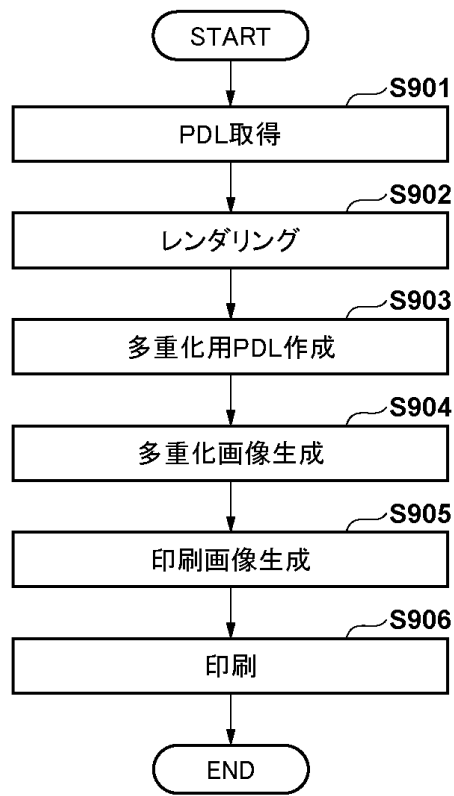 START
S901
PDL取得
S902
レンダリング
S903
多重化用PDL作成
S904
多重化画像生成
S905
印刷画像生成
S906
印刷
END